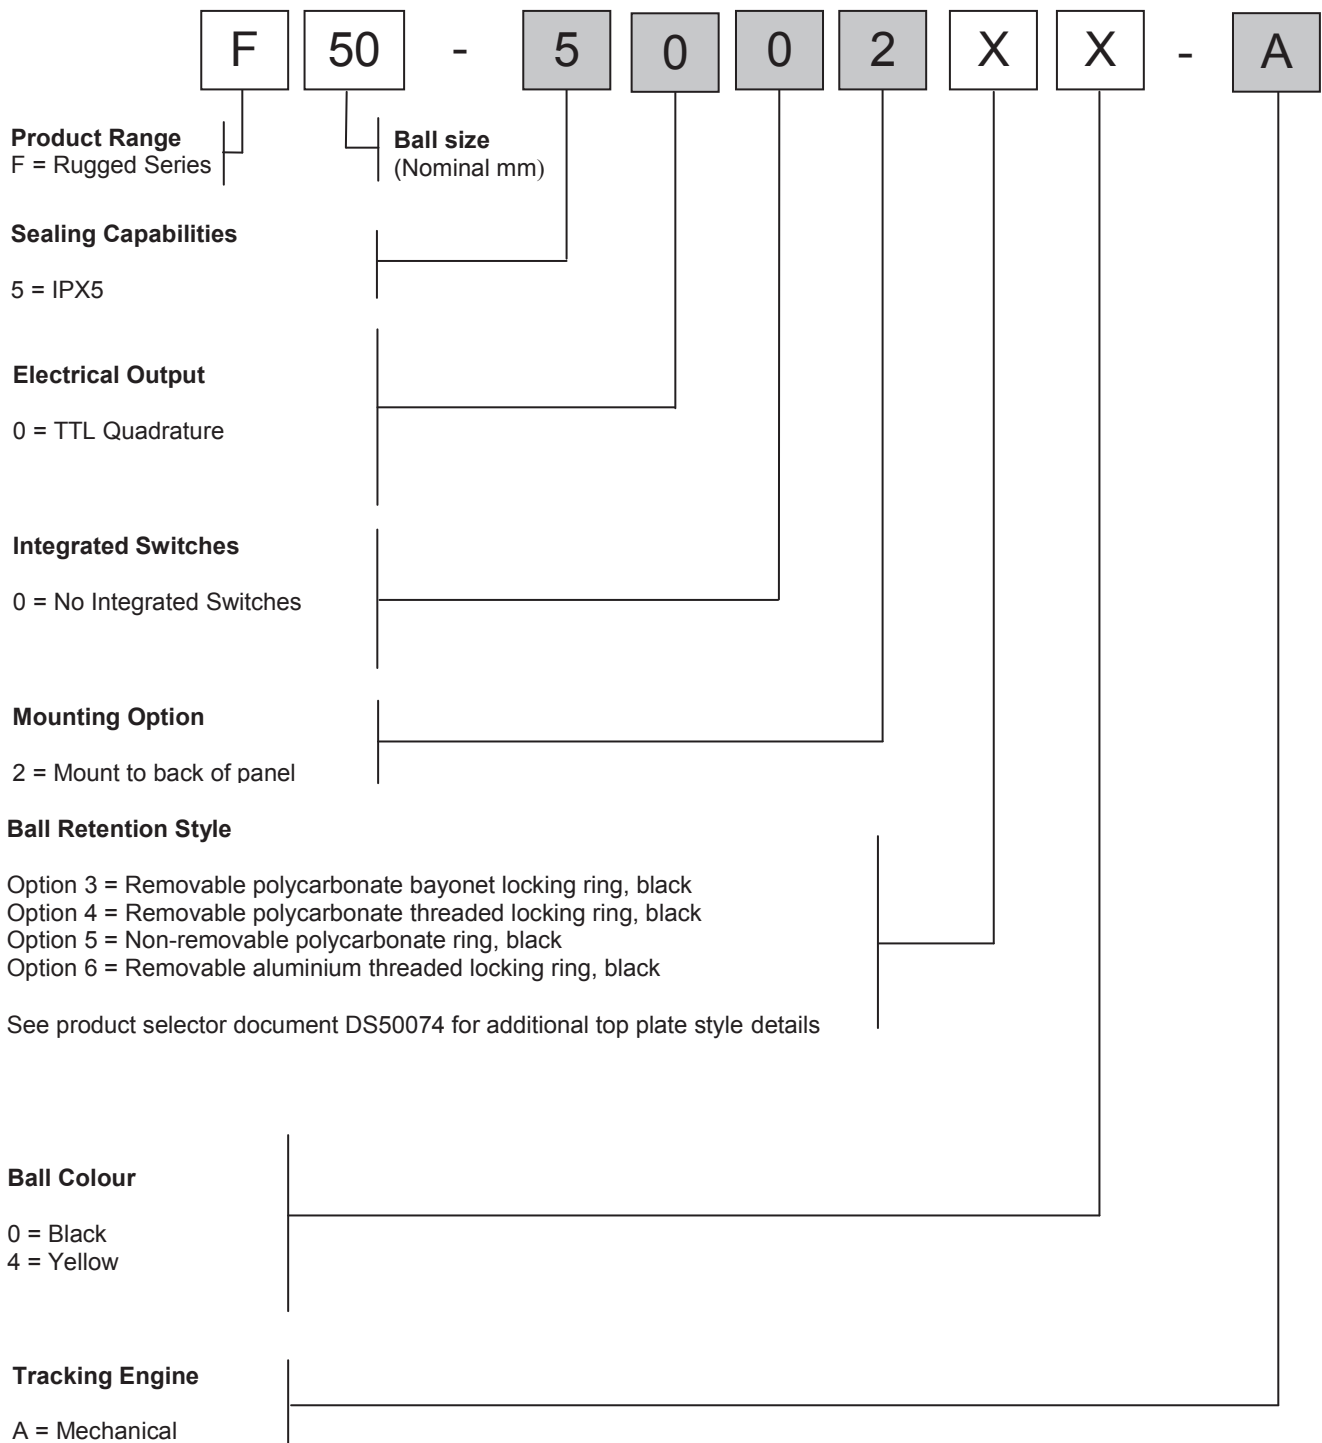 F 50 - 5 0 0 2 X X - A
Product Range
F = Rugged Series
Ball size
(Nominal mm)
Sealing Capabilities
5 = IPX5
Electrical Output
0 = TTL Quadrature
Integrated Switches
0 = No Integrated Switches
Mounting Option
2 = Mount to back of panel
Ball Retention Style
Option 3 = Removable polycarbonate bayonet locking ring, black
Option 4 = Removable polycarbonate threaded locking ring, black
Option 5 = Non-removable polycarbonate ring, black
Option 6 = Removable aluminium threaded locking ring, black
See product selector document DS50074 for additional top plate style details
Ball Colour
0 = Black
4 = Yellow
Tracking Engine
A = Mechanical